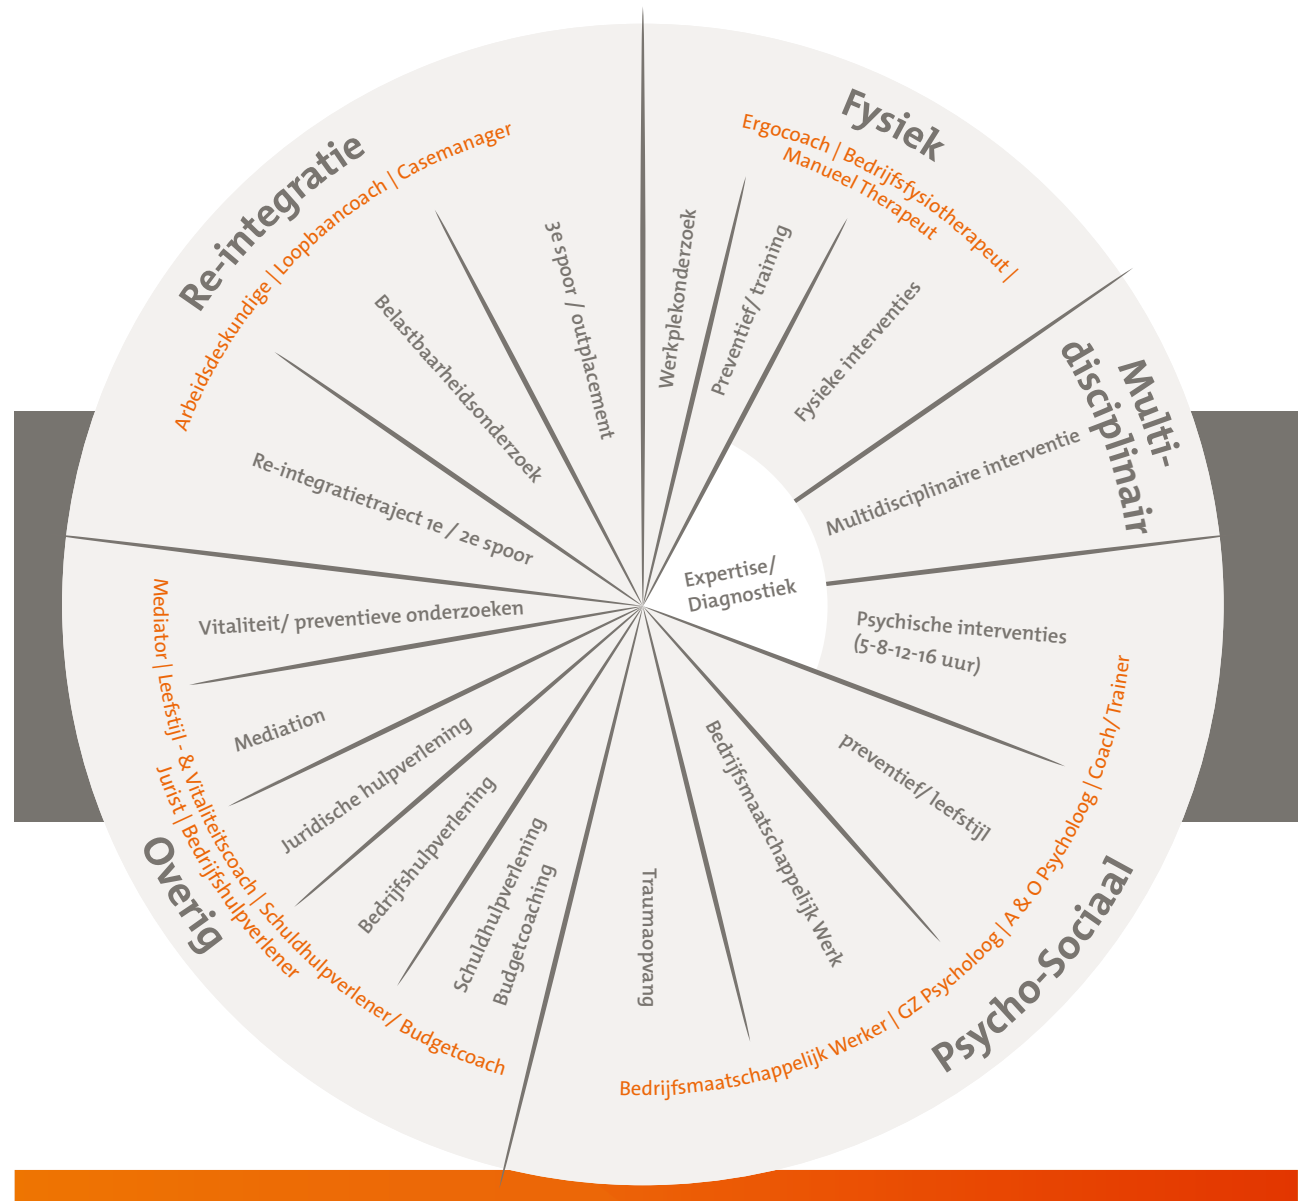 Fysiek
Ergocoach | Bedrijfsfysiotherapeut |
Manueel Therapeut
Werkplekonderzoek
Preventief/ training
Fysieke interventies
Multi-
disciplinair
Multidisciplinaire interventie
Expertise/
Diagnostiek
Psychische interventies
(5-8-12-16 uur)
preventief/ leefstijl
Bedrijfsmaatschappelijk Werk
Traumaopvang
Bedrijfsmaatschappelijk Werker | GZ Psycholoog | A & O Psycholoog | Coach/ Trainer
Psycho-Sociaal
Schuldhulpverlening
Budgetcoaching
Bedrijfshulpverlening
Juridische hulpverlening
Mediation
Vitaliteit/ preventieve onderzoeken
Mediator | Leefstijl - & Vitaliteitscoach | Schuldhulpverlener/ Budgetcoach
Jurist | Bedrijfshulpverlener
Overig
Re-integratietraject 1e / 2e spoor
Belastbaarheidsonderzoek
3e spoor / outplacement
Arbeidsdeskundige | Loopbaancoach | Casemanager
Re-integratie